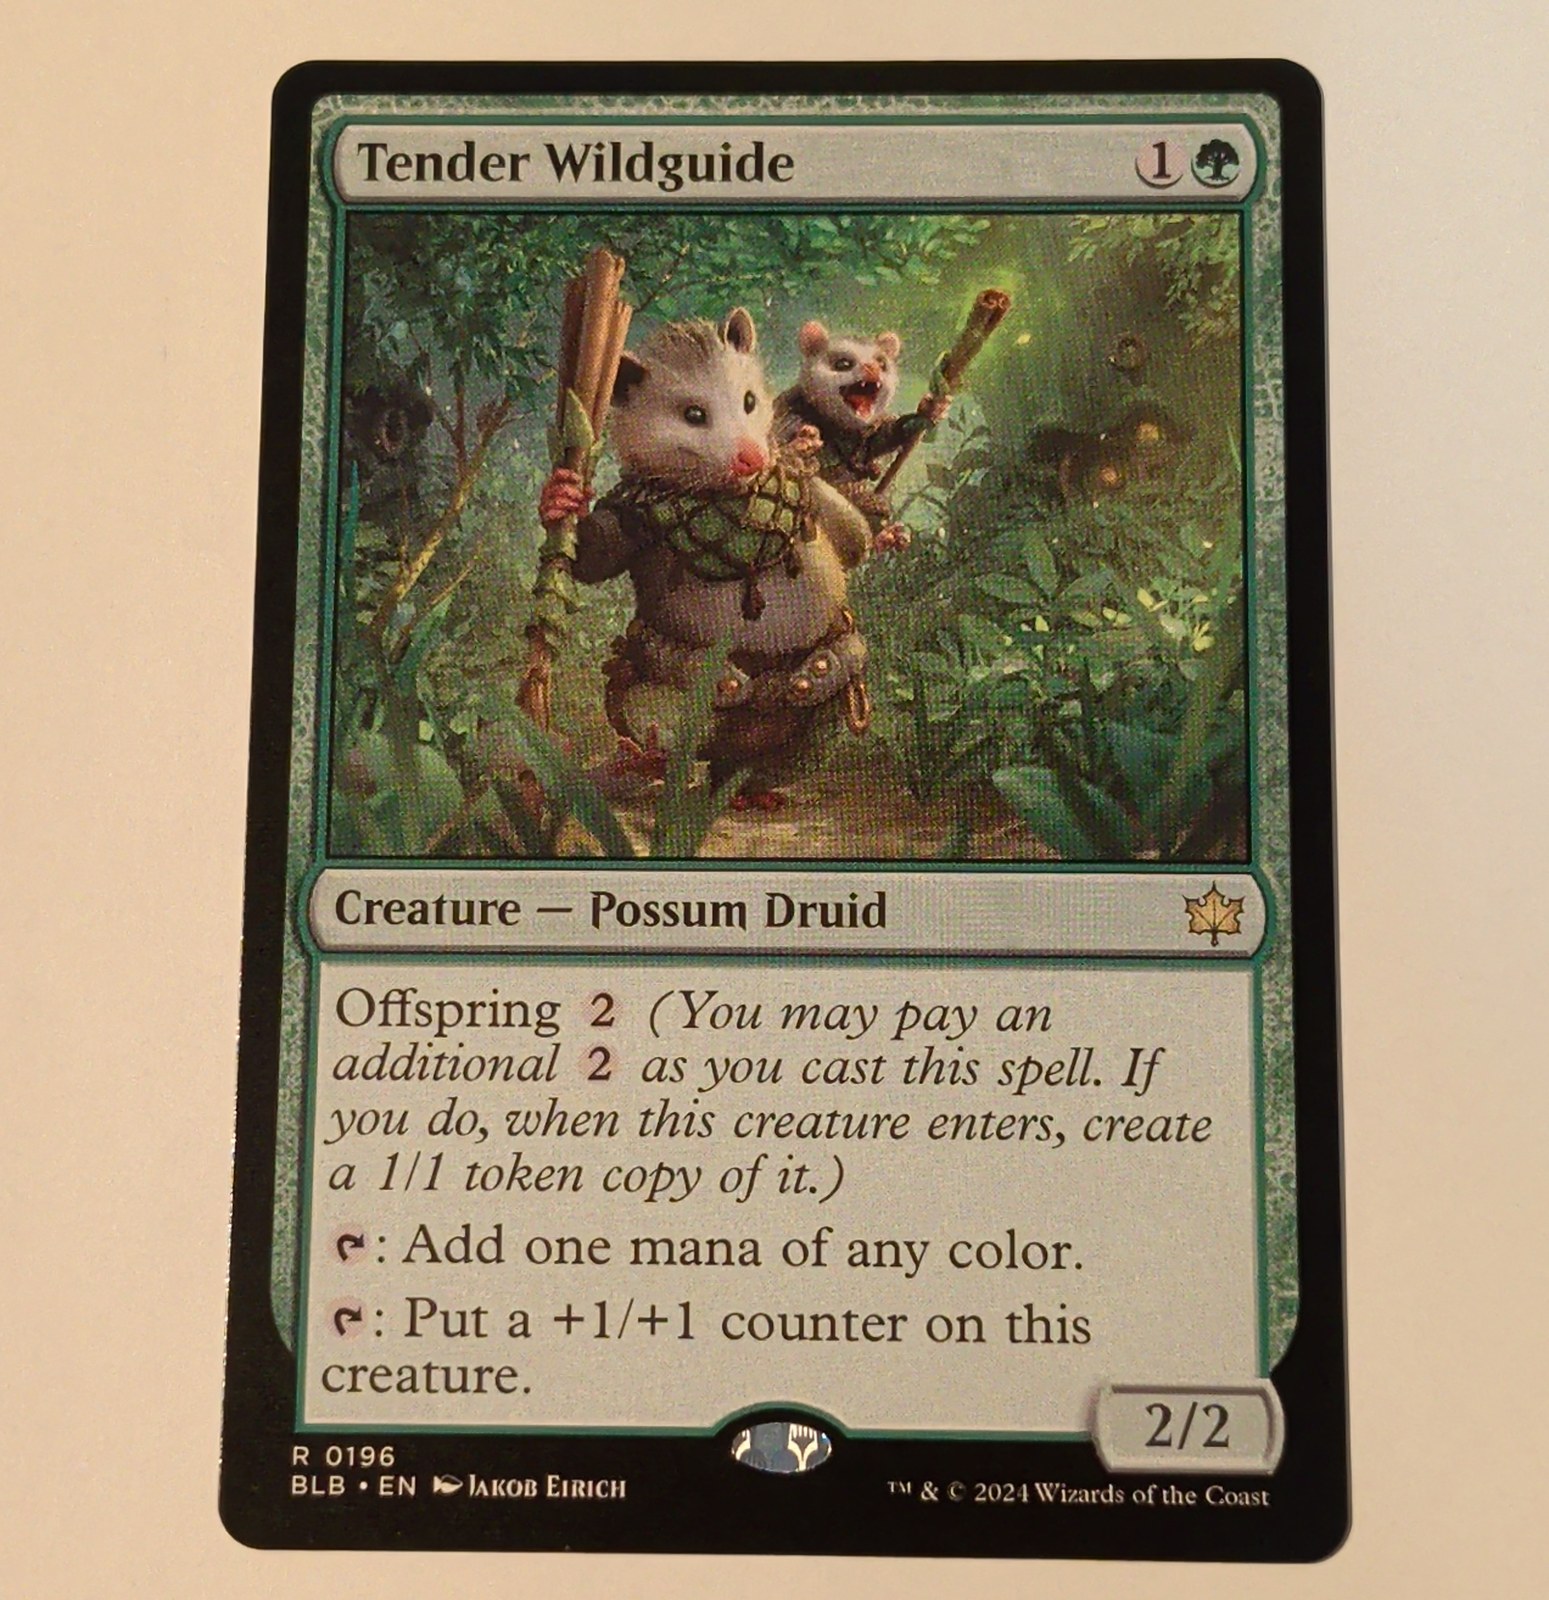 Tender Wildguide 1
Creature — Possum Druid
Offspring 2 (You may pay an
additional 2 as you cast this spell. If
you do, when this creature enters, create
a 1/1 token copy of it.)
: Add one mana of any color.
: Put a +1/+1 counter on this
creature.
2/2
R 0196
BLB • EN JAKOB EIRICH
™ & © 2024 Wizards of the Coast